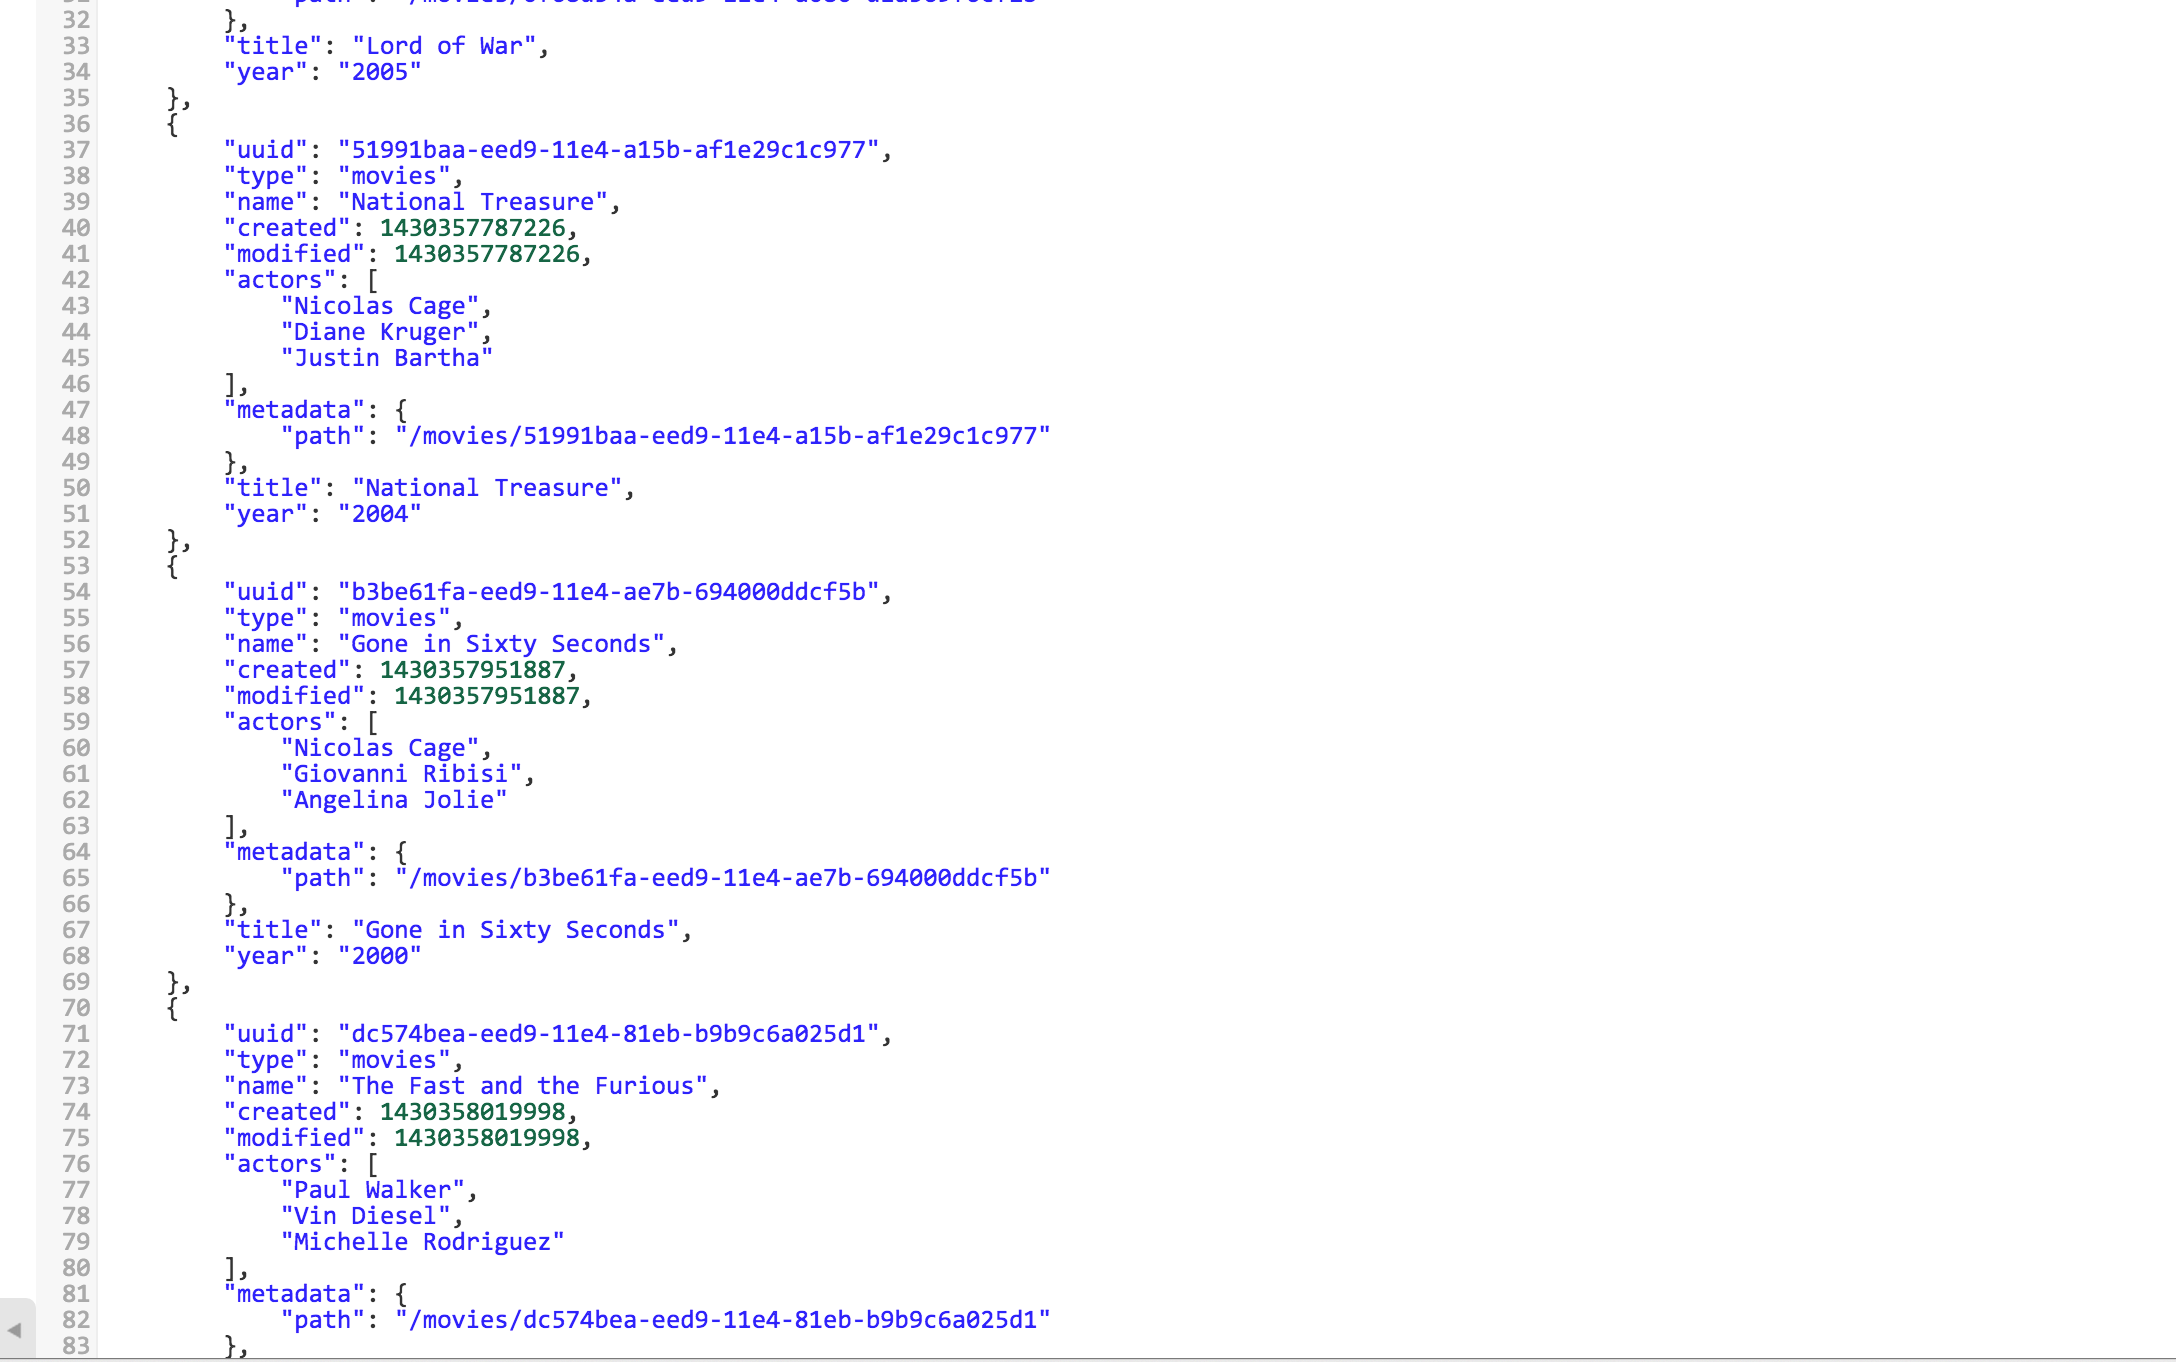 32 },
33 "title": "Lord of War",
34 "year": "2005"
35 },
36 {
37 "uuid": "51991baa-eed9-11e4-a15b-af1e29c1c977",
38 "type": "movies",
39 "name": "National Treasure",
40 "created": 1430357787226,
41 "modified": 1430357787226,
42 "actors": [
43 "Nicolas Cage",
44 "Diane Kruger",
45 "Justin Bartha"
46 ],
47 "metadata": {
48 "path": "/movies/51991baa-eed9-11e4-a15b-af1e29c1c977"
49 },
50 "title": "National Treasure",
51 "year": "2004"
52 },
53 {
54 "uuid": "b3be61fa-eed9-11e4-ae7b-694000ddcf5b",
55 "type": "movies",
56 "name": "Gone in Sixty Seconds",
57 "created": 1430357951887,
58 "modified": 1430357951887,
59 "actors": [
60 "Nicolas Cage",
61 "Giovanni Ribisi",
62 "Angelina Jolie"
63 ],
64 "metadata": {
65 "path": "/movies/b3be61fa-eed9-11e4-ae7b-694000ddcf5b"
66 },
67 "title": "Gone in Sixty Seconds",
68 "year": "2000"
69 },
70 {
71 "uuid": "dc574bea-eed9-11e4-81eb-b9b9c6a025d1",
72 "type": "movies",
73 "name": "The Fast and the Furious",
74 "created": 1430358019998,
75 "modified": 1430358019998,
76 "actors": [
77 "Paul Walker",
78 "Vin Diesel",
79 "Michelle Rodriguez"
80 ],
81 "metadata": {
82 "path": "/movies/dc574bea-eed9-11e4-81eb-b9b9c6a025d1"
83 },